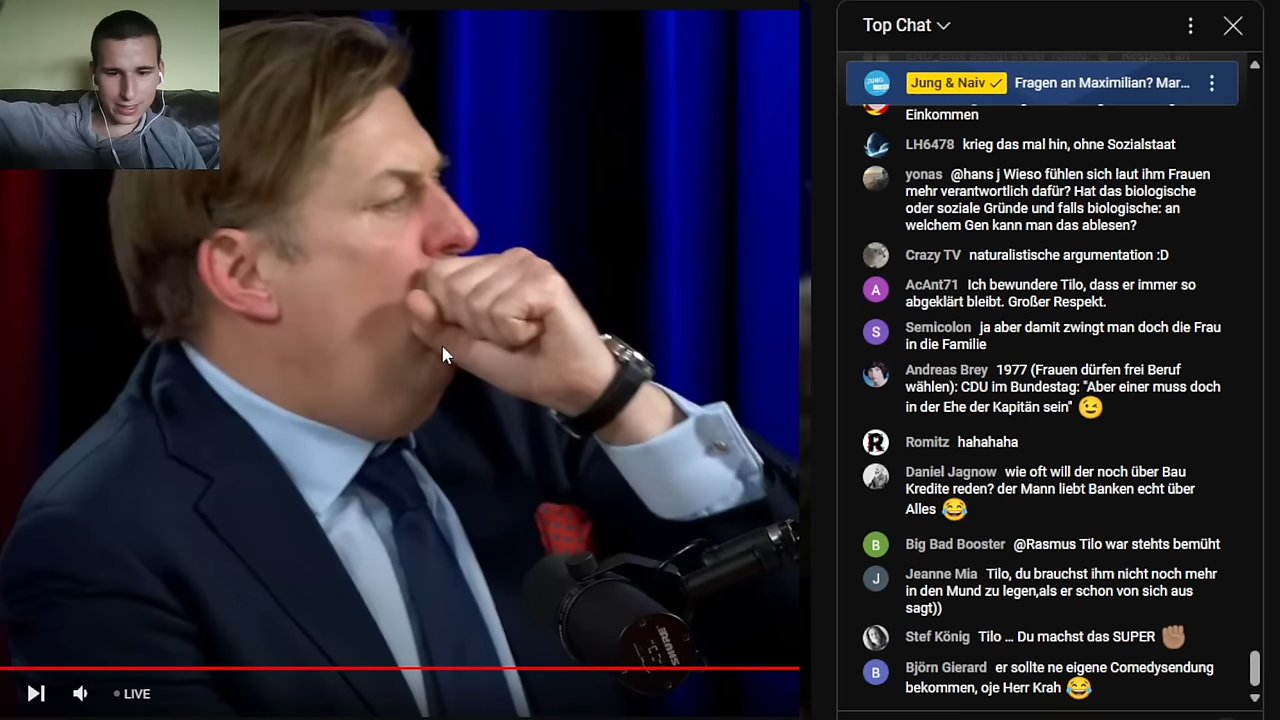 Top Chat
Jung & Naiv
Fragen an Maximilian? Mar...
Einkommen
LH6478 krieg das mal hin, ohne Sozialstaat
yonas @hans j Wieso fühlen sich laut ihm Frauen
mehr verantwortlich dafür? Hat das biologische
oder soziale Gründe und falls biologische: an
welchem Gen kann man das ablesen?
Crazy TV naturalistische argumentation :D
A
AcAnt71 Ich bewundere Tilo, dass er immer so
abgeklärt bleibt. Großer Respekt.
S
Semicolon ja aber damit zwingt man doch die Frau
in die Familie
Andreas Brey 1977 (Frauen dürfen frei Beruf
wählen): CDU im Bundestag: "Aber einer muss doch
in der Ehe der Kapitän sein" 😉
R
Romitz hahahaha
Daniel Jagnow wie oft will der noch über Bau
Kredite reden? der Mann liebt Banken echt über
Alles 😂
B
Big Bad Booster @Rasmus Tilo war stehts bemüht
J
Jeanne Mia Tilo, du brauchst ihm nicht noch mehr
in den Mund zu legen,als er schon von sich aus
sagt))
Stef König Tilo ... Du machst das SUPER ✊🏽
B
Björn Gierard er sollte ne eigene Comedysendung
bekommen, oje Herr Krah 😂
SHURE
LIVE